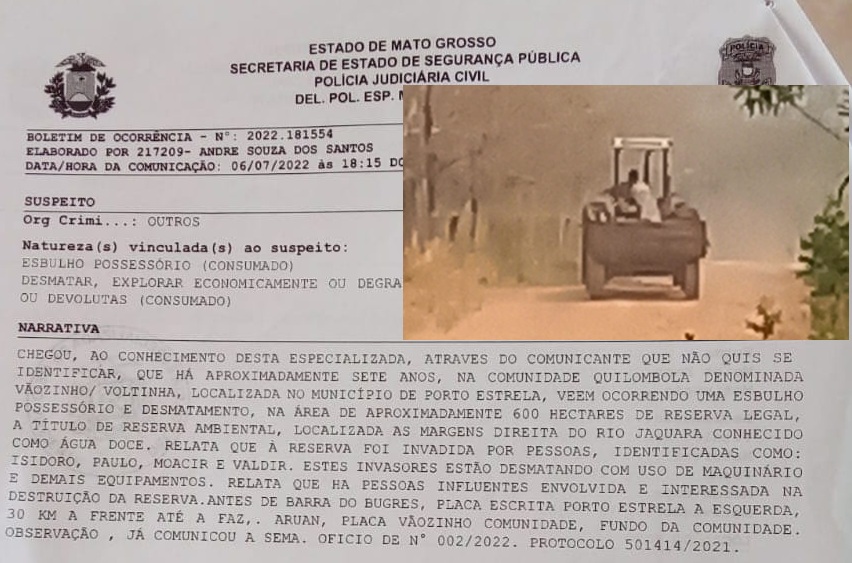 ESTADO DE MATO GROSSO
SECRETARIA DE ESTADO DE SEGURANÇA PÚBLICA
POLÍCIA JUDICIÁRIA CIVIL
DEL. POL. ESP.
POLÍCIA
BOLETIM DE OCORRÊNCIA - N°: 2022.181554
ELABORADO POR 217209- ANDRE SOUZA DOS SANTOS
DATA/HORA DA COMUNICAÇÃO: 06/07/2022 às 18:15
SUSPEITO
Org Crimi...: OUTROS
Natureza(s) vinculada(s) ao suspeito:
ESBULHO POSSESSÓRIO (CONSUMADO)
DESMATAR, EXPLORAR ECONOMICAMENTE OU DEGRA
OU DEVOLUTAS (CONSUMADO)
NARRATIVA
CHEGOU, AO CONHECIMENTO DESTA ESPECIALIZADA, ATRAVES DO COMUNICANTE QUE NÃO QUIS SE
IDENTIFICAR, QUE HÁ APROXIMADAMENTE SETE ANOS, NA COMUNIDADE QUILOMBOLA DENOMINADA
VÃOZINHO/ VOLTINHA, LOCALIZADA NO MUNICÍPIO DE PORTO ESTRELA, VEEM OCORRENDO UMA ESBULHO
POSSESSÓRIO E DESMATAMENTO, NA ÁREA DE APROXIMADAMENTE 600 HECTARES DE RESERVA LEGAL,
A TÍTULO DE RESERVA AMBIENTAL, LOCALIZADA AS MARGENS DIREITA DO RIO JAQUARA CONHECIDO
COMO ÁGUA DOCE. RELATA QUE À RESERVA FOI INVADIDA POR PESSOAS, IDENTIFICADAS COMO:
ISIDORO, PAULO, MOACIR E VALDIR. ESTES INVASORES ESTÃO DESMATANDO COM USO DE MAQUINÁRIO
E DEMAIS EQUIPAMENTOS. RELATA QUE HÁ PESSOAS INFLUENTES ENVOLVIDA E INTERESSADA NA
DESTRUIÇÃO DA RESERVA.ANTES DE BARRA DO BUGRES, PLACA ESCRITA PORTO ESTRELA A ESQUERDA,
30 KM A FRENTE ATÉ A FAZ,. ARUAN, PLACA VÃOZINHO COMUNIDADE, FUNDO DA COMUNIDADE.
OBSERVAÇÃO , JÁ COMUNICOU A SEMA. OFICIO DE N° 002/2022. PROTOCOLO 501414/2021.